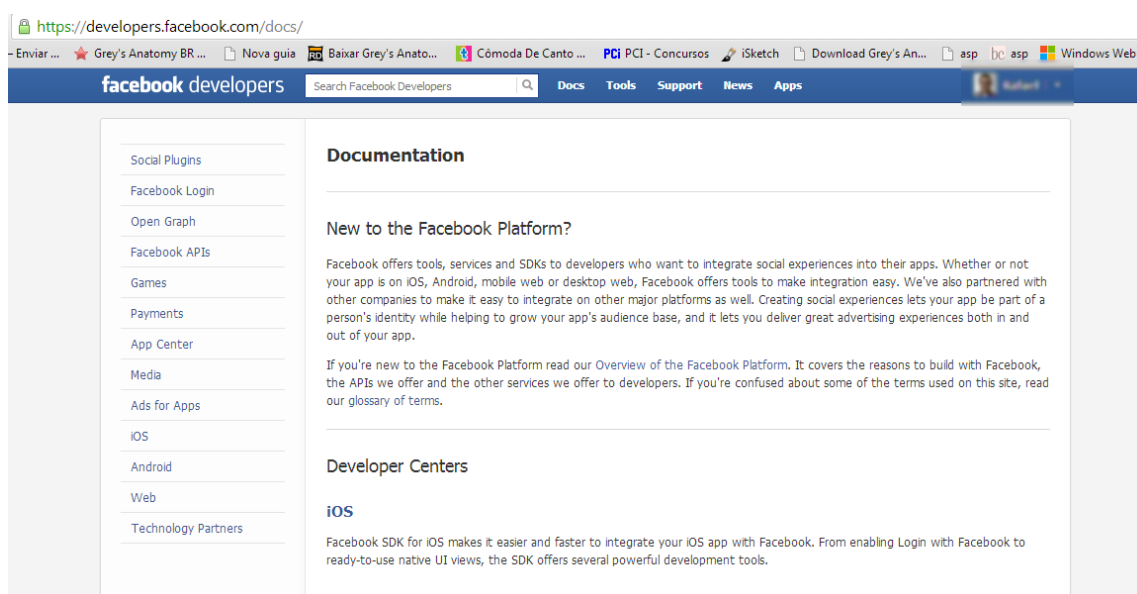 https://developers.facebook.com/docs/
– Enviar ... Grey's Anatomy BR ... Nova guia Baixar Grey's Anato... Cómoda De Canto ... PCi PCI - Concursos iSketch Download Grey's An... asp bc asp Windows Web
facebook developers Search Facebook Developers Docs Tools Support News Apps
Social Plugins
Facebook Login
Open Graph
Facebook APIs
Games
Payments
App Center
Media
Ads for Apps
iOS
Android
Web
Technology Partners
Documentation
New to the Facebook Platform?
Facebook offers tools, services and SDKs to developers who want to integrate social experiences into their apps. Whether or not
your app is on iOS, Android, mobile web or desktop web, Facebook offers tools to make integration easy. We've also partnered with
other companies to make it easy to integrate on other major platforms as well. Creating social experiences lets your app be part of a
person's identity while helping to grow your app's audience base, and it lets you deliver great advertising experiences both in and
out of your app.
If you're new to the Facebook Platform read our Overview of the Facebook Platform. It covers the reasons to build with Facebook,
the APIs we offer and the other services we offer to developers. If you're confused about some of the terms used on this site, read
our glossary of terms.
Developer Centers
iOS
Facebook SDK for iOS makes it easier and faster to integrate your iOS app with Facebook. From enabling Login with Facebook to
ready-to-use native UI views, the SDK offers several powerful development tools.